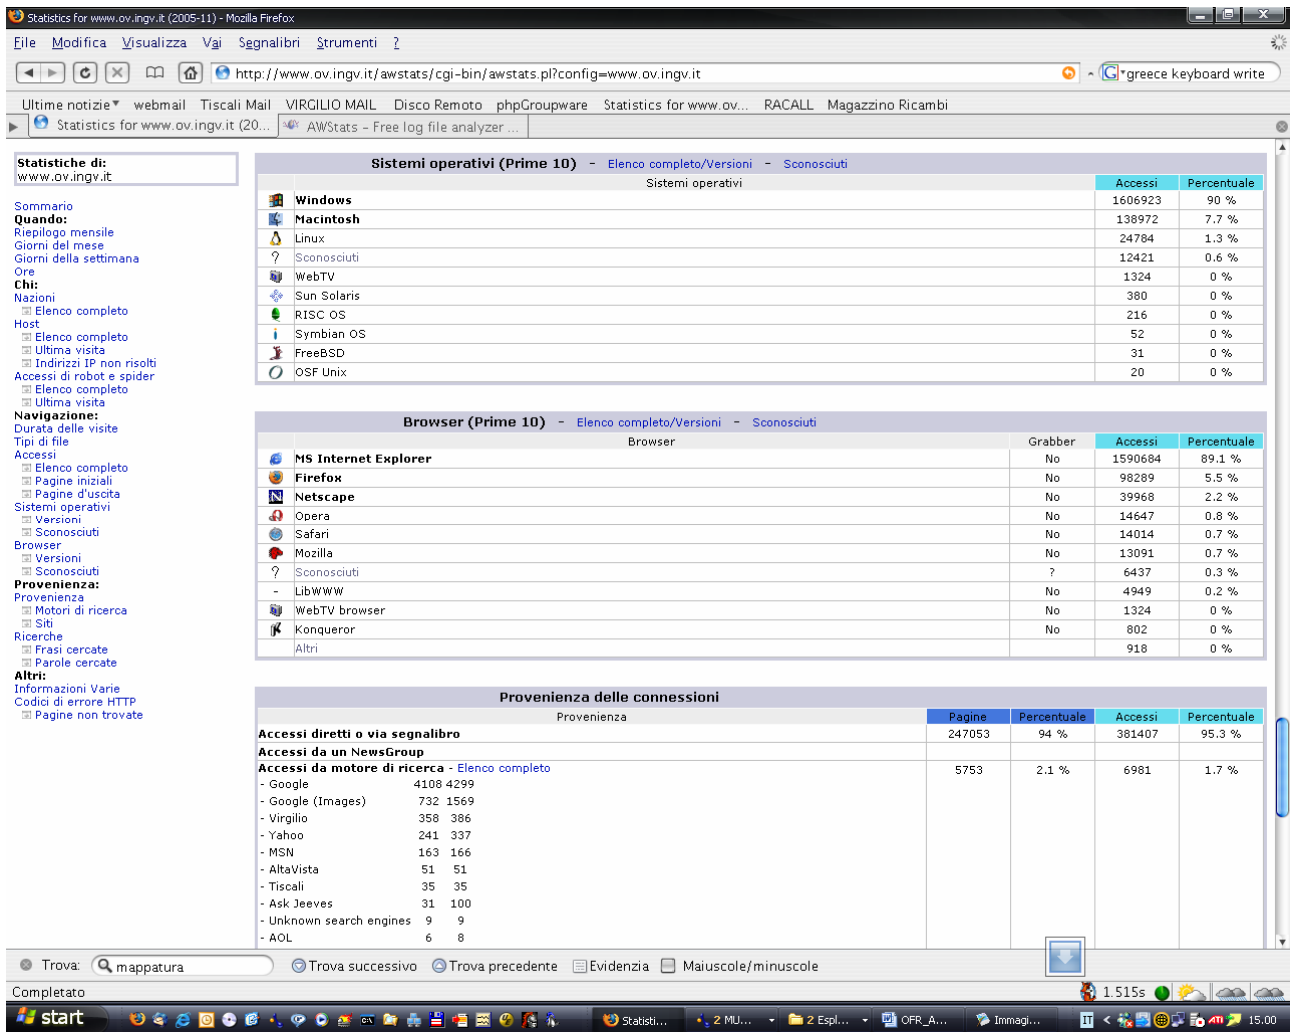 Statistics for www.ov.ingv.it (2005-11) - Mozilla Firefox
File Modifica Visualizza Vai Segnalibri Strumenti ?
http://www.ov.ingv.it/awstats/cgi-bin/awstats.pl?config=www.ov.ingv.it greece keyboard write
Ultime notizie webmail Tiscali Mail VIRGILIO MAIL Disco Remoto phpGroupware Statistics for www.ov... RACALL Magazzino Ricambi
Statistics for www.ov.ingv.it (20... AWStats - Free log file analyzer ...
Statistiche di:
www.ov.ingv.it
Sommario
Quando:
Riepilogo mensile
Giorni del mese
Giorni della settimana
Ore
Chi:
Nazioni
Elenco completo
Host
Elenco completo
Ultima visita
Indirizzi IP non risolti
Accessi di robot e spider
Elenco completo
Ultima visita
Navigazione:
Durata delle visite
Tipi di file
Accessi
Elenco completo
Pagine iniziali
Pagine d'uscita
Sistemi operativi
Versioni
Sconosciuti
Browser
Versioni
Sconosciuti
Provenienza:
Provenienza
Motori di ricerca
Siti
Ricerche
Frasi cercate
Parole cercate
Altri:
Informazioni Varie
Codici di errore HTTP
Pagine non trovate
Sistemi operativi (Prime 10) - Elenco completo/Versioni - Sconosciuti
Sistemi operativi Accessi Percentuale
Windows 1606923 90 %
Macintosh 138972 7.7 %
Linux 24784 1.3 %
? Sconosciuti 12421 0.6 %
WebTV 1324 0 %
Sun Solaris 380 0 %
RISC OS 216 0 %
Symbian OS 52 0 %
FreeBSD 31 0 %
OSF Unix 20 0 %
Browser (Prime 10) - Elenco completo/Versioni - Sconosciuti
Browser Grabber Accessi Percentuale
MS Internet Explorer No 1590684 89.1 %
Firefox No 98289 5.5 %
Netscape No 39968 2.2 %
Opera No 14647 0.8 %
Safari No 14014 0.7 %
Mozilla No 13091 0.7 %
? Sconosciuti ? 6437 0.3 %
- LibWWW No 4949 0.2 %
WebTV browser No 1324 0 %
Konqueror No 802 0 %
Altri 918 0 %
Provenienza delle connessioni
Provenienza Pagine Percentuale Accessi Percentuale
Accessi diretti o via segnalibro 247053 94 % 381407 95.3 %
Accessi da un NewsGroup
Accessi da motore di ricerca - Elenco completo 5753 2.1 % 6981 1.7 %
- Google 4108 4299
- Google (Images) 732 1569
- Virgilio 358 386
- Yahoo 241 337
- MSN 163 166
- AltaVista 51 51
- Tiscali 35 35
- Ask Jeeves 31 100
- Unknown search engines 9 9
- AOL 6 8
Trova: mappatura Trova successivo Trova precedente Evidenzia Maiuscole/minuscole
Completato 1.515s
start Statisti... 2 MU... 2 Espl... OFR_A... Immagi... IT < ATI 15.00